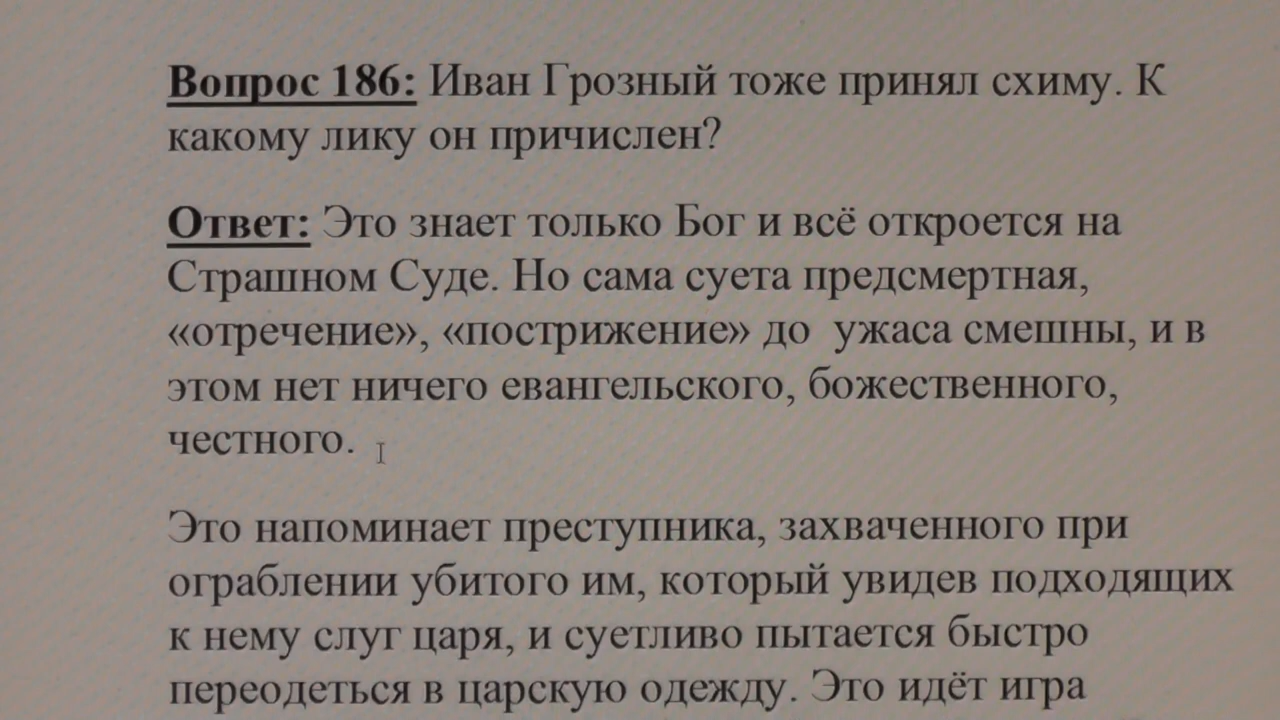 Вопрос 186: Иван Грозный тоже принял схиму. К
какому лику он причислен?
Ответ: Это знает только Бог и всё откроется на
Страшном Суде. Но сама суета предсмертная,
«отречение», «пострижение» до  ужаса смешны, и в
этом нет ничего евангельского, божественного,
честного.
Это напоминает преступника, захваченного при
ограблении убитого им, который увидев подходящих
к нему слуг царя, и суетливо пытается быстро
переодеться в царскую одежду. Это идёт игра